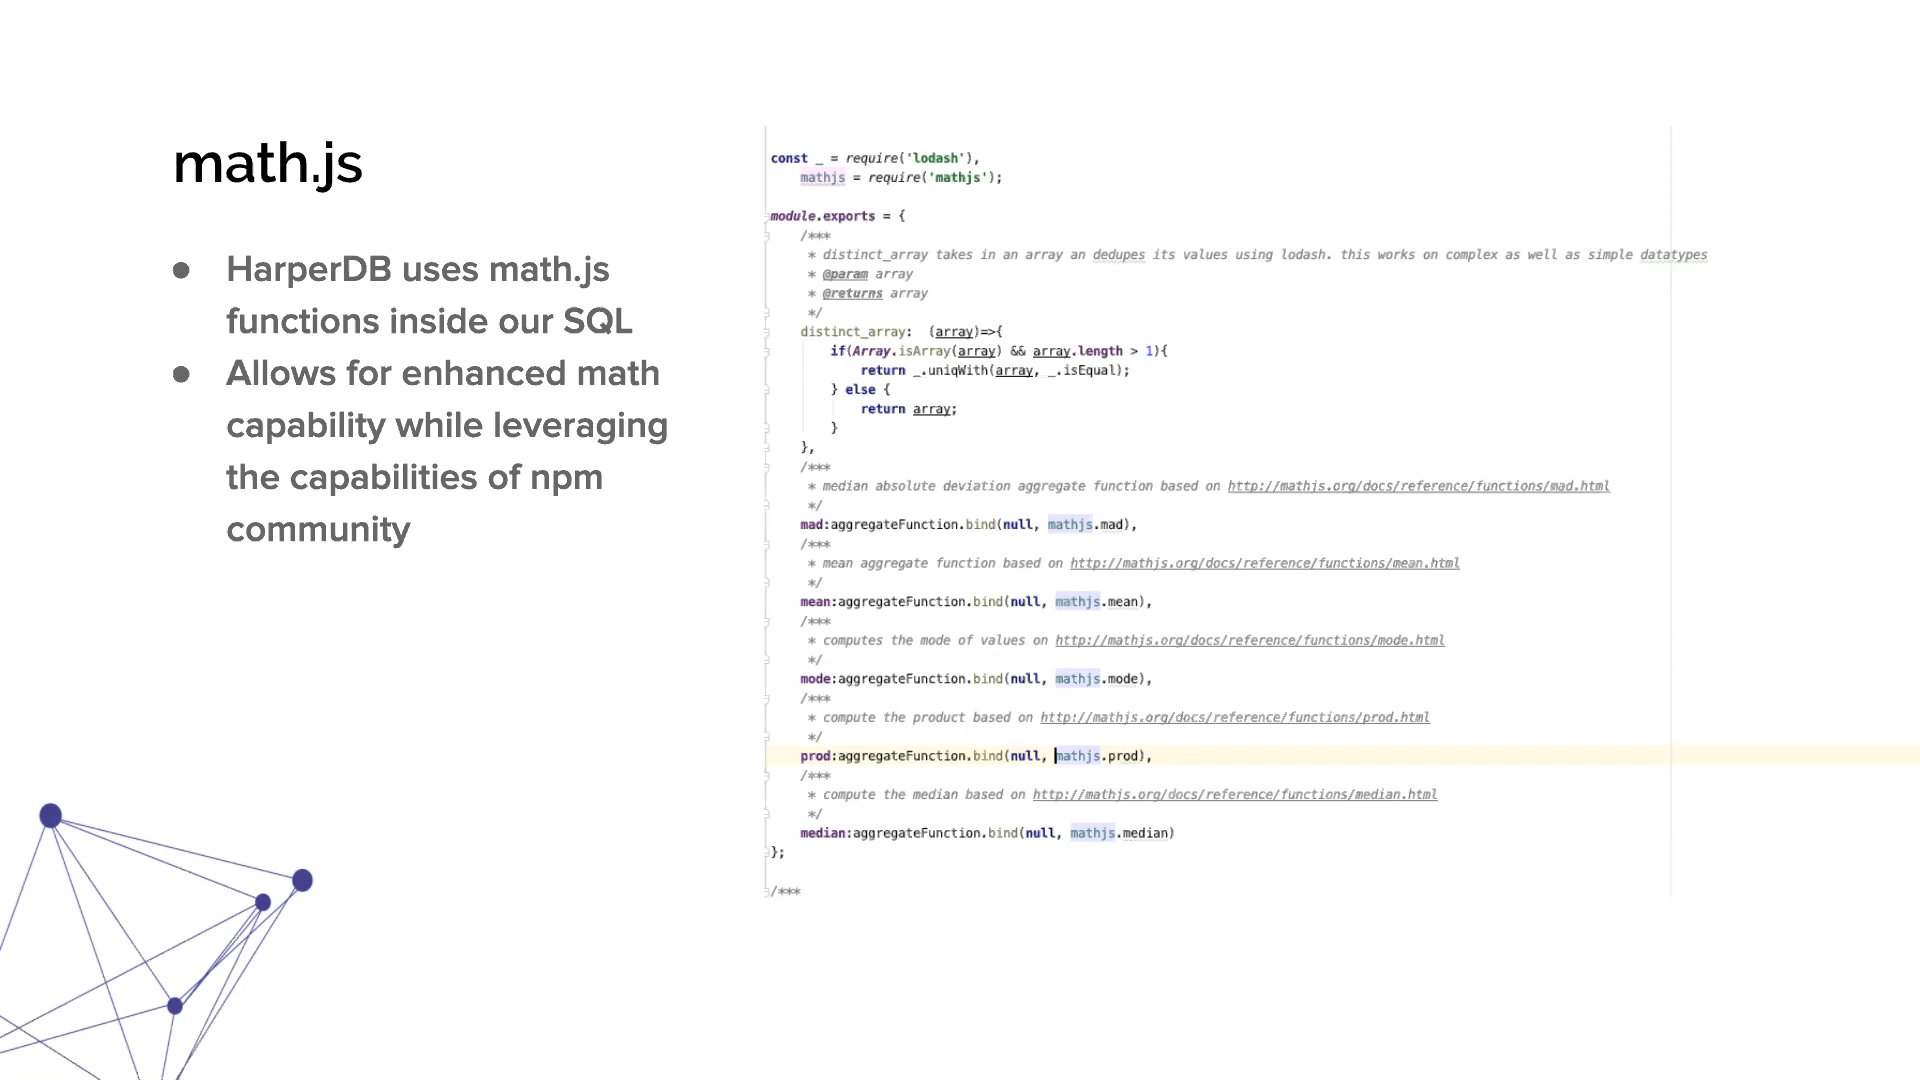 math.js
● HarperDB uses math.js
functions inside our SQL
● Allows for enhanced math
capability while leveraging
the capabilities of npm
community
const _ = require('lodash'),
mathjs = require('mathjs');
module.exports = {
/***
* distinct_array takes in an array an dedupes its values using lodash. this works on complex as well as simple datatypes
* @param array
* @returns array
*/
distinct_array: (array)=>{
if(Array.isArray(array) && array.length > 1){
return _.uniqWith(array, _.isEqual);
} else {
return array;
}
},
/***
* median absolute deviation aggregate function based on http://mathjs.org/docs/reference/functions/mad.html
*/
mad:aggregateFunction.bind(null, mathjs.mad),
/***
* mean aggregate function based on http://mathjs.org/docs/reference/functions/mean.html
*/
mean:aggregateFunction.bind(null, mathjs.mean),
/***
* computes the mode of values on http://mathjs.org/docs/reference/functions/mode.html
*/
mode:aggregateFunction.bind(null, mathjs.mode),
/***
* compute the product based on http://mathjs.org/docs/reference/functions/prod.html
*/
prod:aggregateFunction.bind(null, mathjs.prod),
/***
* compute the median based on http://mathjs.org/docs/reference/functions/median.html
*/
median:aggregateFunction.bind(null, mathjs.median)
};
/***